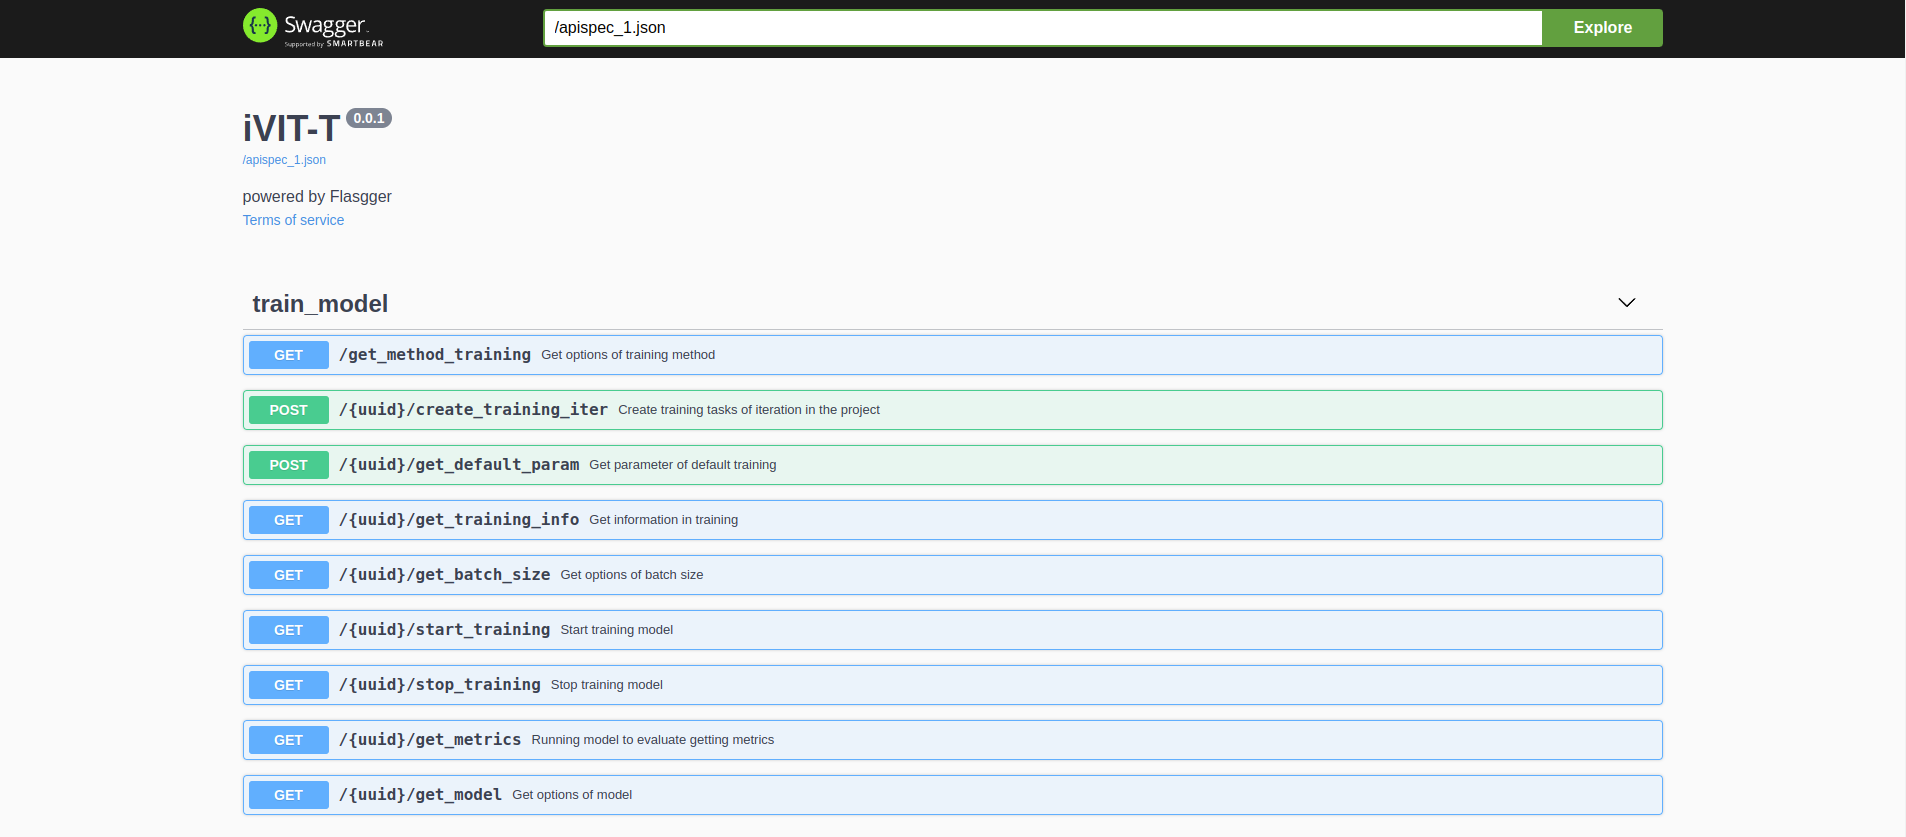 {···} Swagger
Supported by SMARTBEAR
/apispec_1.json
Explore
iVIT-T 0.0.1
/apispec_1.json
powered by Flasgger
Terms of service
train_model
GET /get_method_training Get options of training method
POST /{uuid}/create_training_iter Create training tasks of iteration in the project
POST /{uuid}/get_default_param Get parameter of default training
GET /{uuid}/get_training_info Get information in training
GET /{uuid}/get_batch_size Get options of batch size
GET /{uuid}/start_training Start training model
GET /{uuid}/stop_training Stop training model
GET /{uuid}/get_metrics Running model to evaluate getting metrics
GET /{uuid}/get_model Get options of model